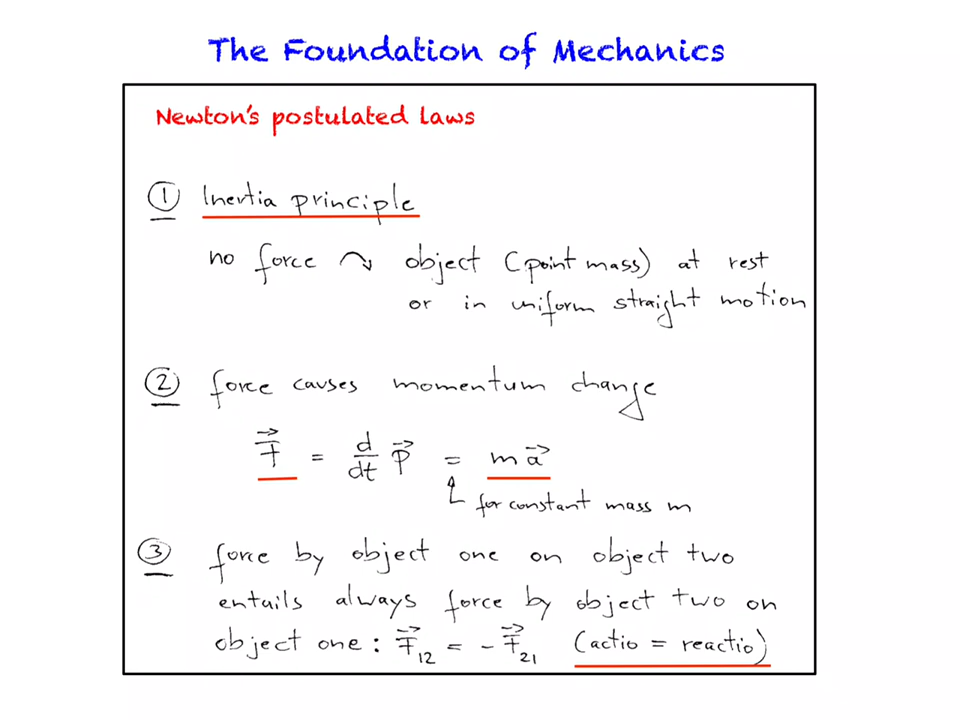 The Foundation of Mechanics
Newton's postulated laws
① Inertia principle
no force ↷ object (point mass) at rest
or in uniform straight motion
② force causes momentum change
F⃗ = d/dt p⃗ = m a⃗
for constant mass m
③ force by object one on object two
entails always force by object two on
object one: F⃗₁₂ = - F⃗₂₁ (actio = reactio)